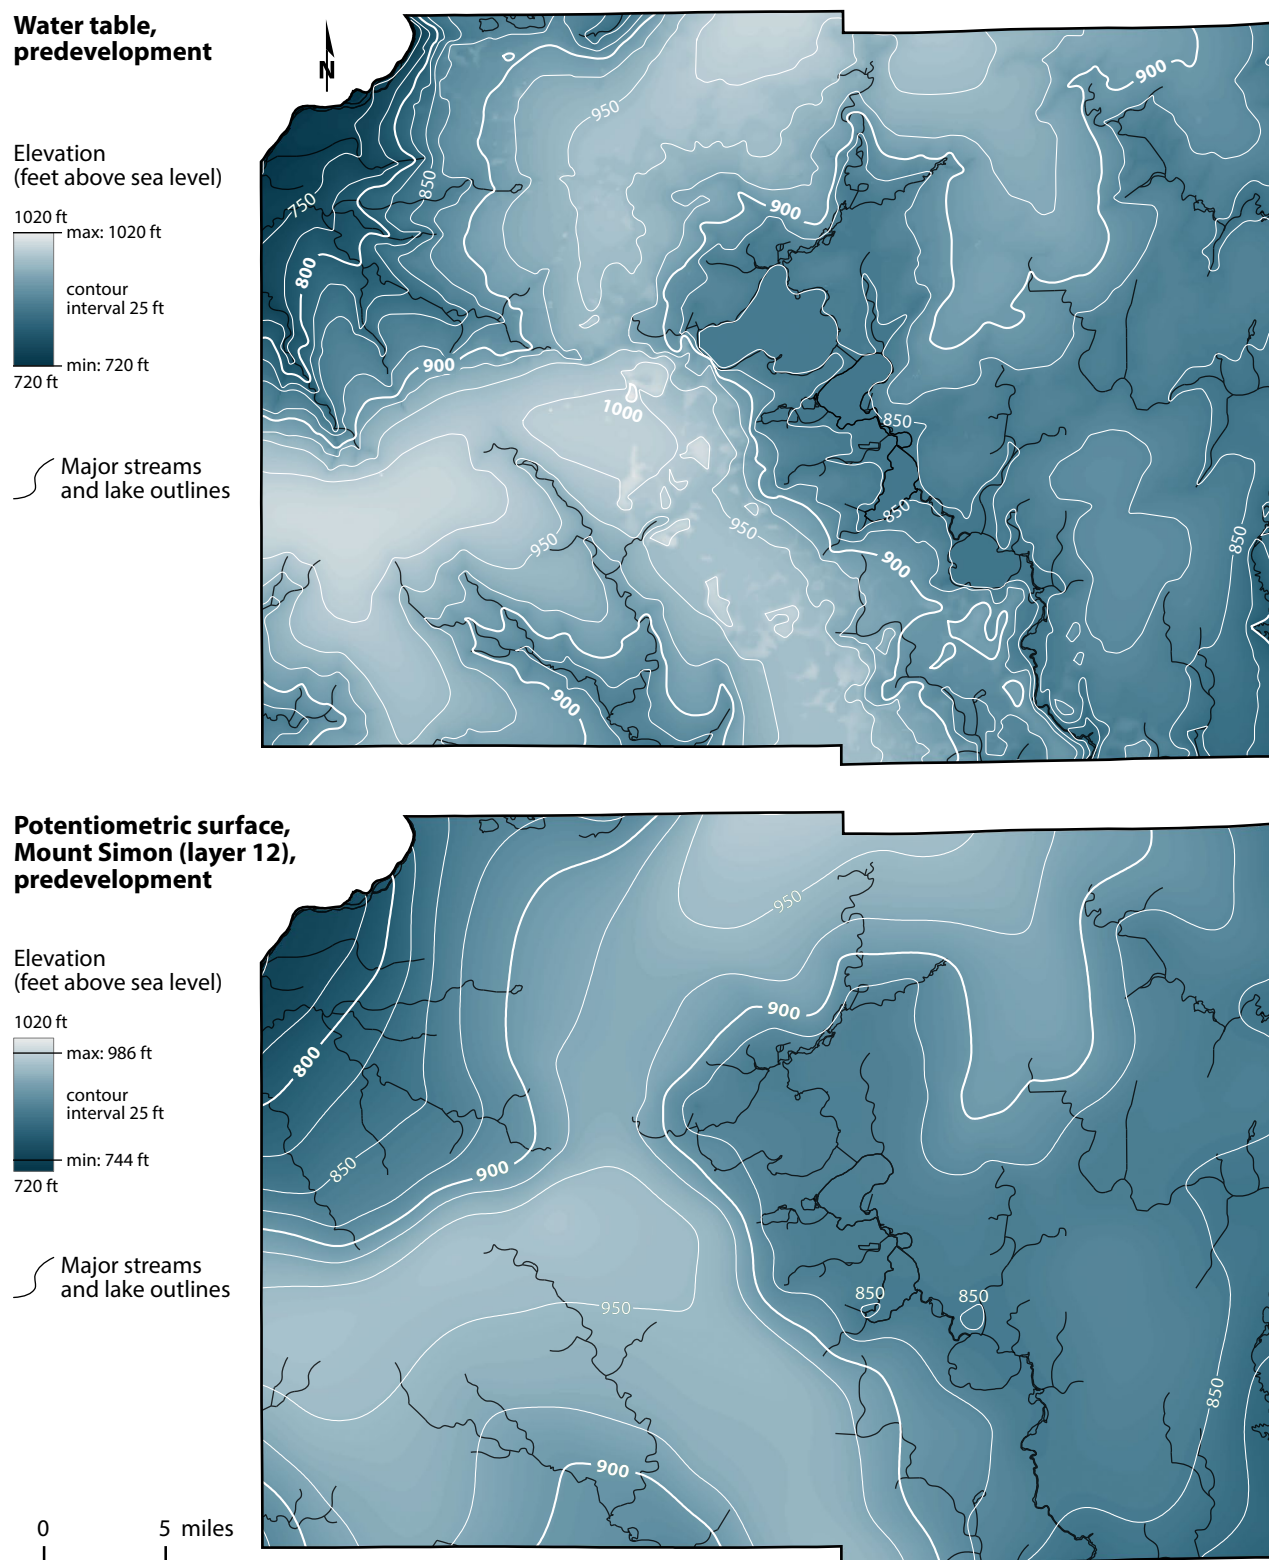 Water table,
predevelopment
N
Elevation
(feet above sea level)
1020 ft
max: 1020 ft
contour
interval 25 ft
min: 720 ft
720 ft
Major streams
and lake outlines
950
900
850
750
900
800
900
1000
850
850
950
950
900
850
900
Potentiometric surface,
Mount Simon (layer 12),
predevelopment
Elevation
(feet above sea level)
1020 ft
max: 986 ft
contour
interval 25 ft
min: 744 ft
720 ft
Major streams
and lake outlines
950
900
800
850
900
850
850
950
850
900
0 5 miles